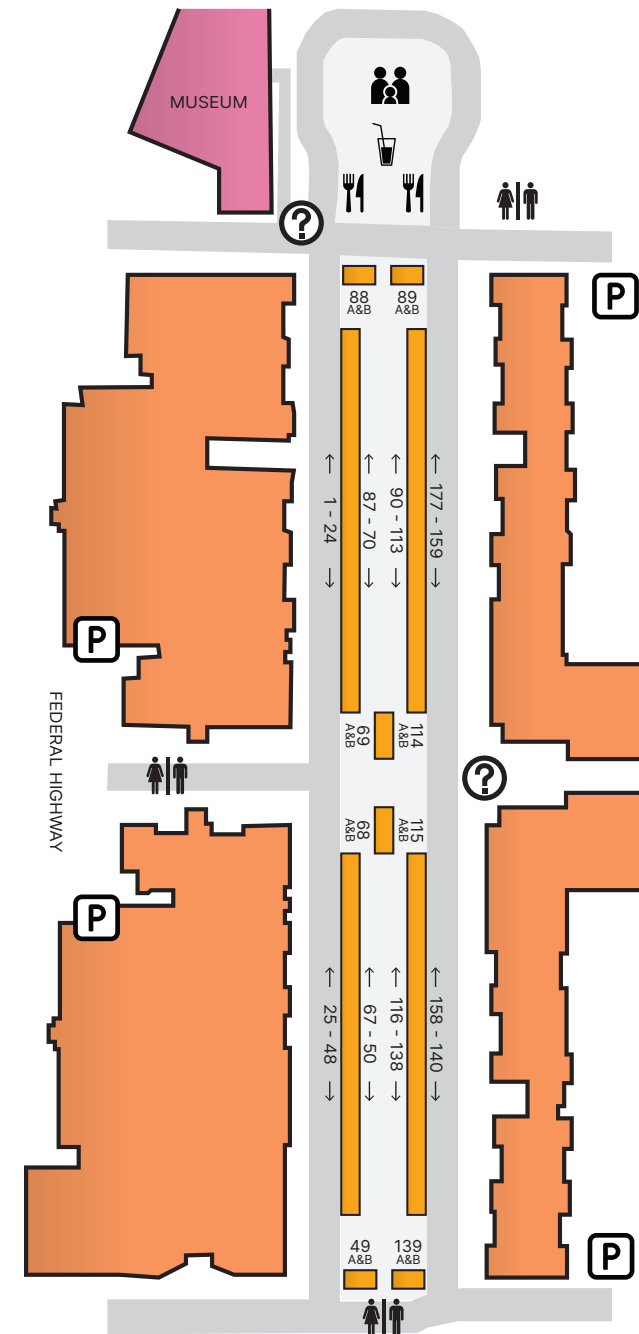 MUSEUM
?
P
88
A&B
89
A&B
← 1 - 24 →
← 87 - 70 →
← 90 - 113 →
← 177 - 159 →
P
FEDERAL HIGHWAY
69
A&B
114
A&B
?
68
A&B
115
A&B
P
← 25 - 48 →
← 67 - 50 →
← 116 - 138 →
← 158 - 140 →
49
A&B
139
A&B
P